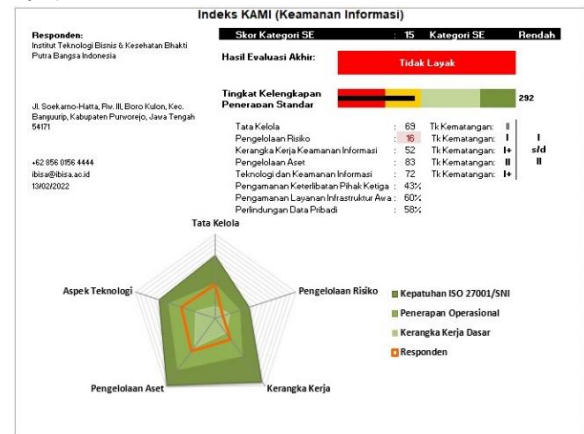 Indeks KAMI (Keamanan Informasi)
Responden:
Institut Teknologi Bisnis & Kesehatan Bhakti
Putra Bangsa Indonesia
Jl. Soekarno-Hatta, Rw. III, Boro Kulon, Kec.
Banyuurip, Kabupaten Purworejo, Jawa Tengah
54171
+62 856 0156 4444
ibisa@ibisa.ac.id
13/02/2022
Skor Kategori SE : 15 Kategori SE Rendah
Hasil Evaluasi Akhir: Tidak Layak
Tingkat Kelengkapan
Penerapan Standar 292
Tata Kelola : 69 Tk Kematangan: II
Pengelolaan Risiko : 16 Tk Kematangan: I I
Kerangka Kerja Keamanan Informasi : 52 Tk Kematangan: I+ s/d
Pengelolaan Aset : 83 Tk Kematangan: II II
Teknologi dan Keamanan Informasi : 72 Tk Kematangan: I+
Pengamanan Keterlibatan Pihak Ketiga : 43%
Pengamanan Layanan Infrastruktur Awa : 60%
Perlindungan Data Pribadi : 58%
Tata Kelola
Aspek Teknologi
Pengelolaan Risiko
Pengelolaan Aset
Kerangka Kerja
Kepatuhan ISO 27001/SNI
Penerapan Operasional
Kerangka Kerja Dasar
Responden